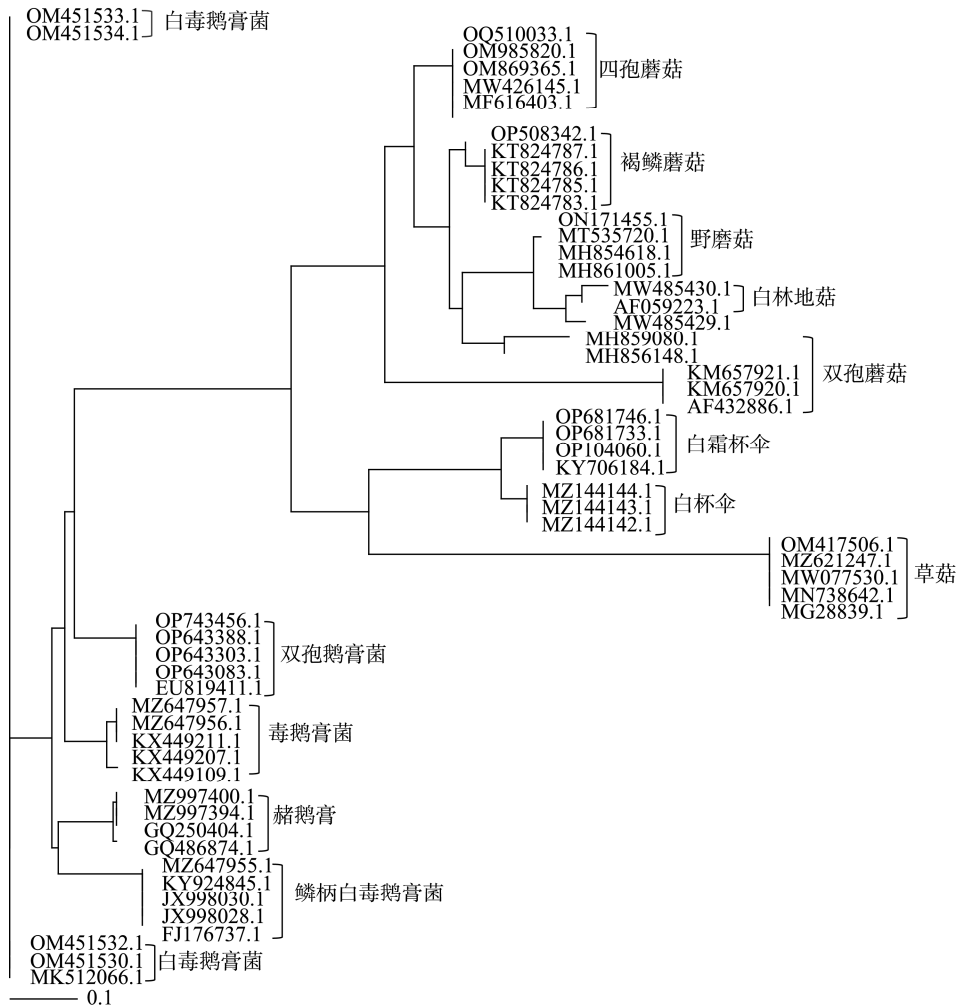 OM451533.1
OM451534.1
白毒鹅膏菌
OQ510033.1
OM985820.1
OM869365.1
MW426145.1
MF616403.1
四孢蘑菇
OP508342.1
KT824787.1
KT824786.1
KT824785.1
KT824783.1
褐鳞蘑菇
ON171455.1
MT535720.1
MH854618.1
MH861005.1
野磨菇
MW485430.1
AF059223.1
MW485429.1
白林地菇
MH859080.1
MH856148.1
KM657921.1
KM657920.1
AF432886.1
双孢蘑菇
OP681746.1
OP681733.1
OP104060.1
KY706184.1
白霜杯伞
MZ144144.1
MZ144143.1
MZ144142.1
白杯伞
OM417506.1
MZ621247.1
MW077530.1
MN738642.1
MG28839.1
草菇
OP743456.1
OP643388.1
OP643303.1
OP643083.1
EU819411.1
双孢鹅膏菌
MZ647957.1
MZ647956.1
KX449211.1
KX449207.1
KX449109.1
毒鹅膏菌
MZ997400.1
MZ997394.1
GQ250404.1
GQ486874.1
赭鹅膏
MZ647955.1
KY924845.1
JX998030.1
JX998028.1
FJ176737.1
鳞柄白毒鹅膏菌
OM451532.1
OM451530.1
MK512066.1
白毒鹅膏菌
0.1